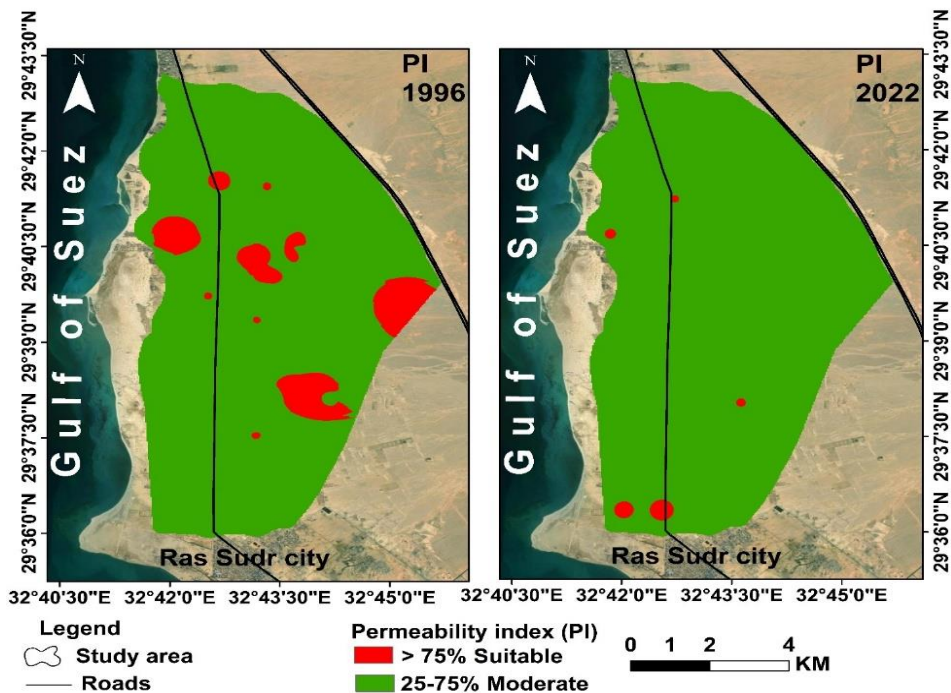 N
PI
1996
Gulf of Suez
Ras Sudr city
29°43'30"N
29°42'0"N
29°40'30"N
29°39'0"N
29°37'30"N
29°36'0"N
32°40'30"E 32°42'0"E 32°43'30"E 32°45'0"E
N
PI
2022
Gulf of Suez
Ras Sudr city
29°43'30"N
29°42'0"N
29°40'30"N
29°39'0"N
29°37'30"N
29°36'0"N
32°40'30"E 32°42'0"E 32°43'30"E 32°45'0"E
Legend
Study area
Roads
Permeability index (PI)
> 75% Suitable
25-75% Moderate
0 1 2 4
KM